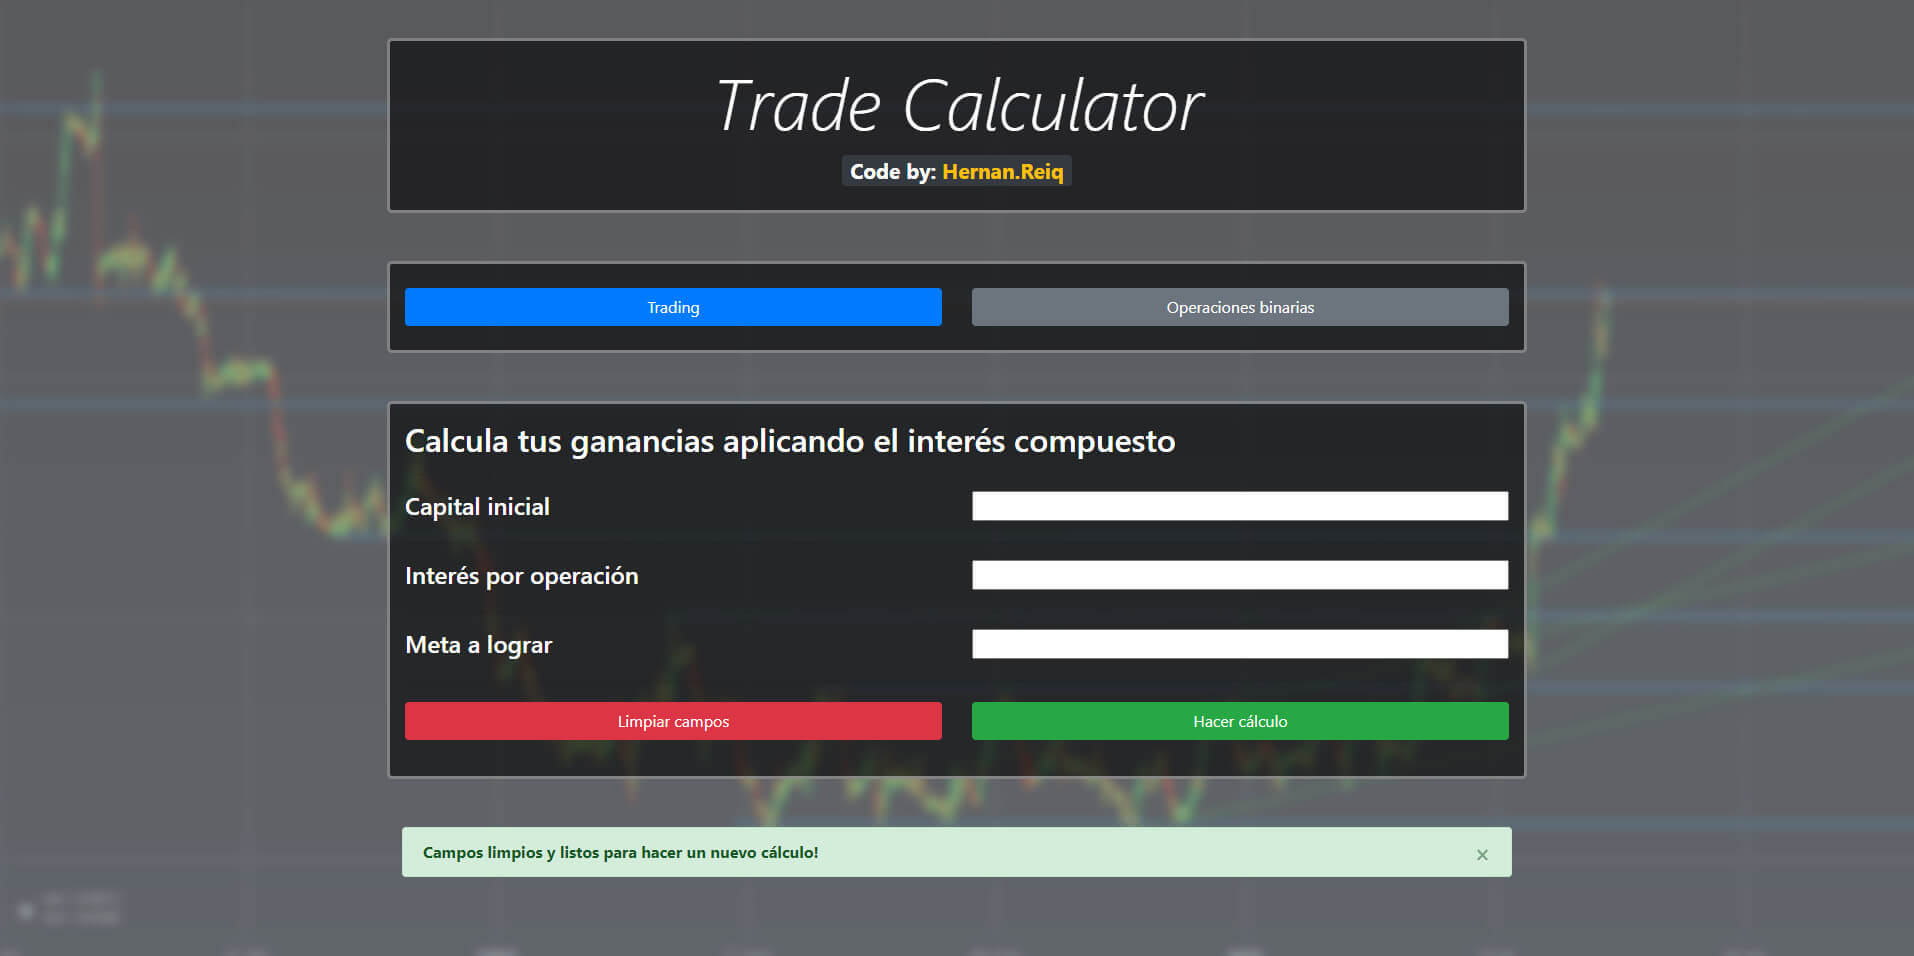 Trade Calculator
Code by: Hernan.Reiq
Trading
Operaciones binarias
Calcula tus ganancias aplicando el interés compuesto
Capital inicial
Interés por operación
Meta a lograr
Limpiar campos
Hacer cálculo
Campos limpios y listos para hacer un nuevo cálculo!
×